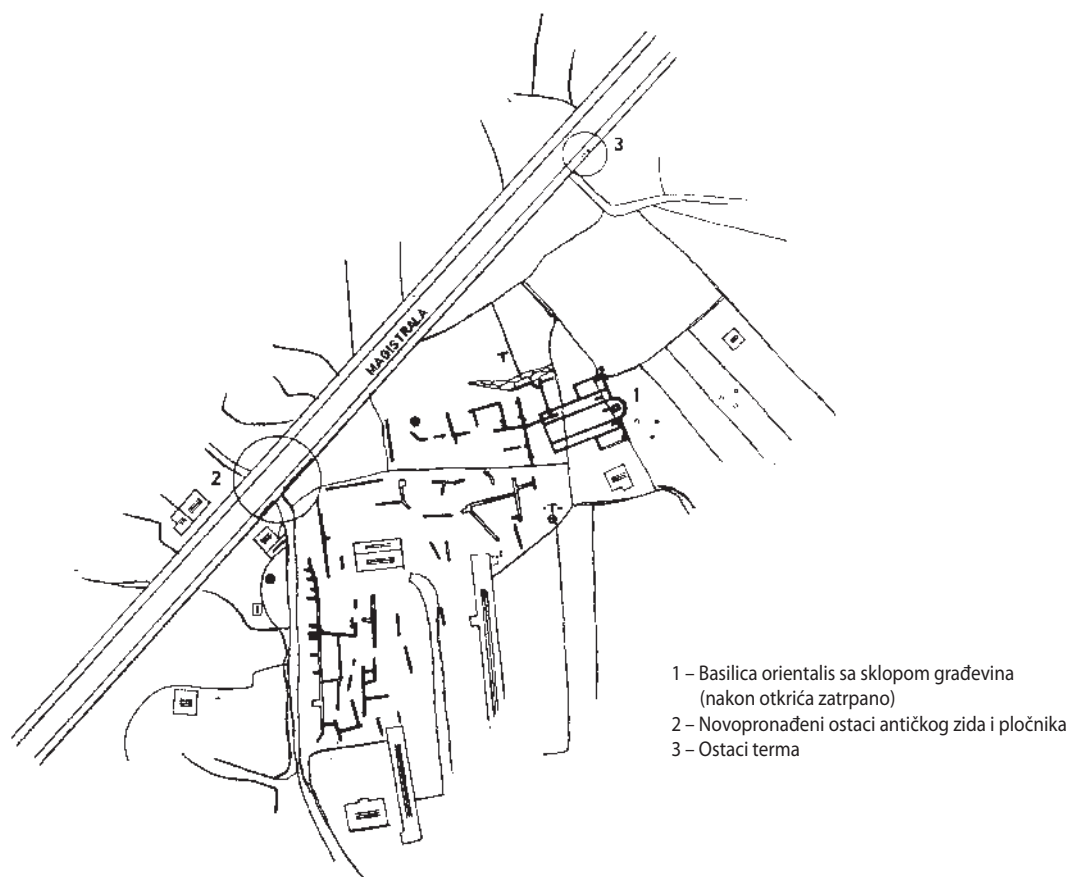 3
MAGISTRALA
1
2
1 – Basilica orientalis sa sklopom građevina
(nakon otkrića zatrpano)
2 – Novopronađeni ostaci antičkog zida i pločnika
3 – Ostaci terma